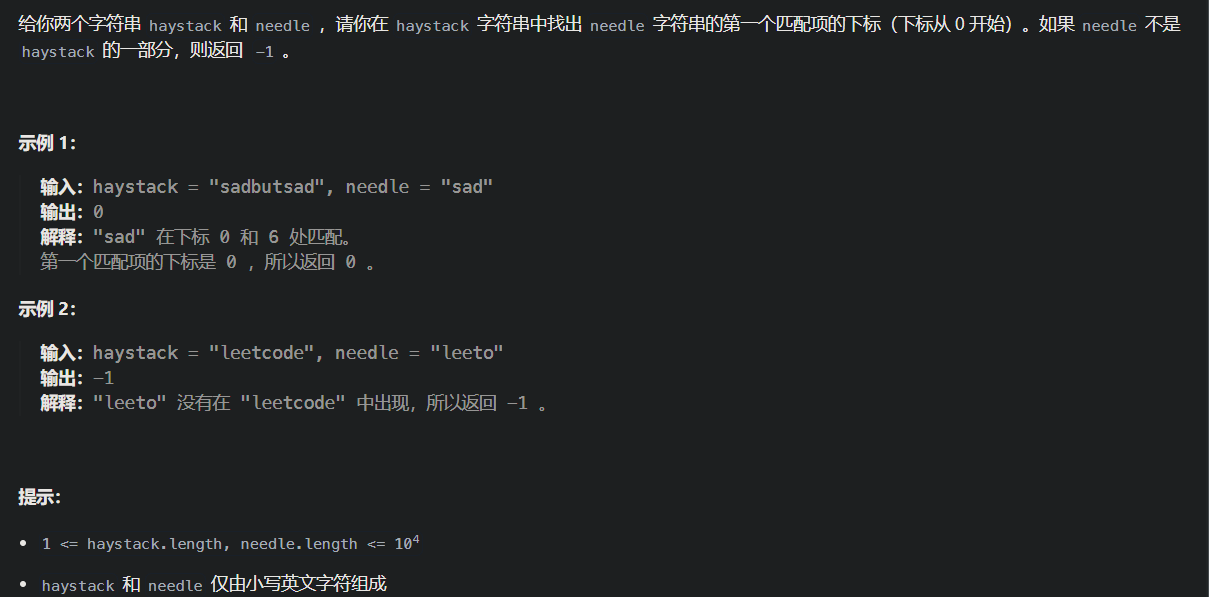 给你两个字符串 haystack 和 needle ，请你在 haystack 字符串中找出 needle 字符串的第一个匹配项的下标（下标从 0 开始）。如果 needle 不是
haystack 的一部分，则返回 -1 。
示例 1：
输入：haystack = "sadbutsad", needle = "sad"
输出：0
解释："sad" 在下标 0 和 6 处匹配。
第一个匹配项的下标是 0 ，所以返回 0 。
示例 2：
输入：haystack = "leetcode", needle = "leeto"
输出：-1
解释："leeto" 没有在 "leetcode" 中出现，所以返回 -1 。
提示：
• 1 <= haystack.length, needle.length <= 10⁴
• haystack 和 needle 仅由小写英文字符组成